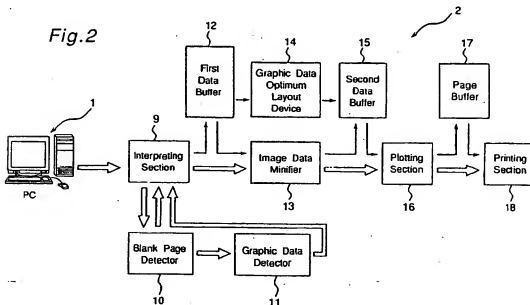 Fig.2
2
12
14
15
17
First Data Buffer
Graphic Data Optimum Layout Device
Second Data Buffer
Page Buffer
1
9
Interpreting Section
Image Data Minifier
Plotting Section
Printing Section
PC
13
16
18
Blank Page Detector
Graphic Data Detector
10
11